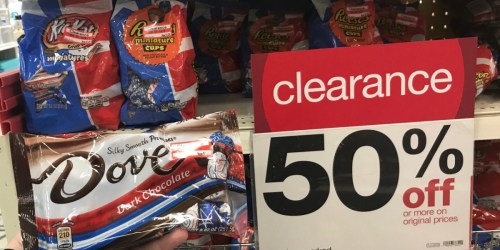 KitKat
miniatures
Reese's
miniature
CUPS
Silky Smooth Promises
Dove
Dark Chocolate
210
clearance
50%
off
or more on
original prices